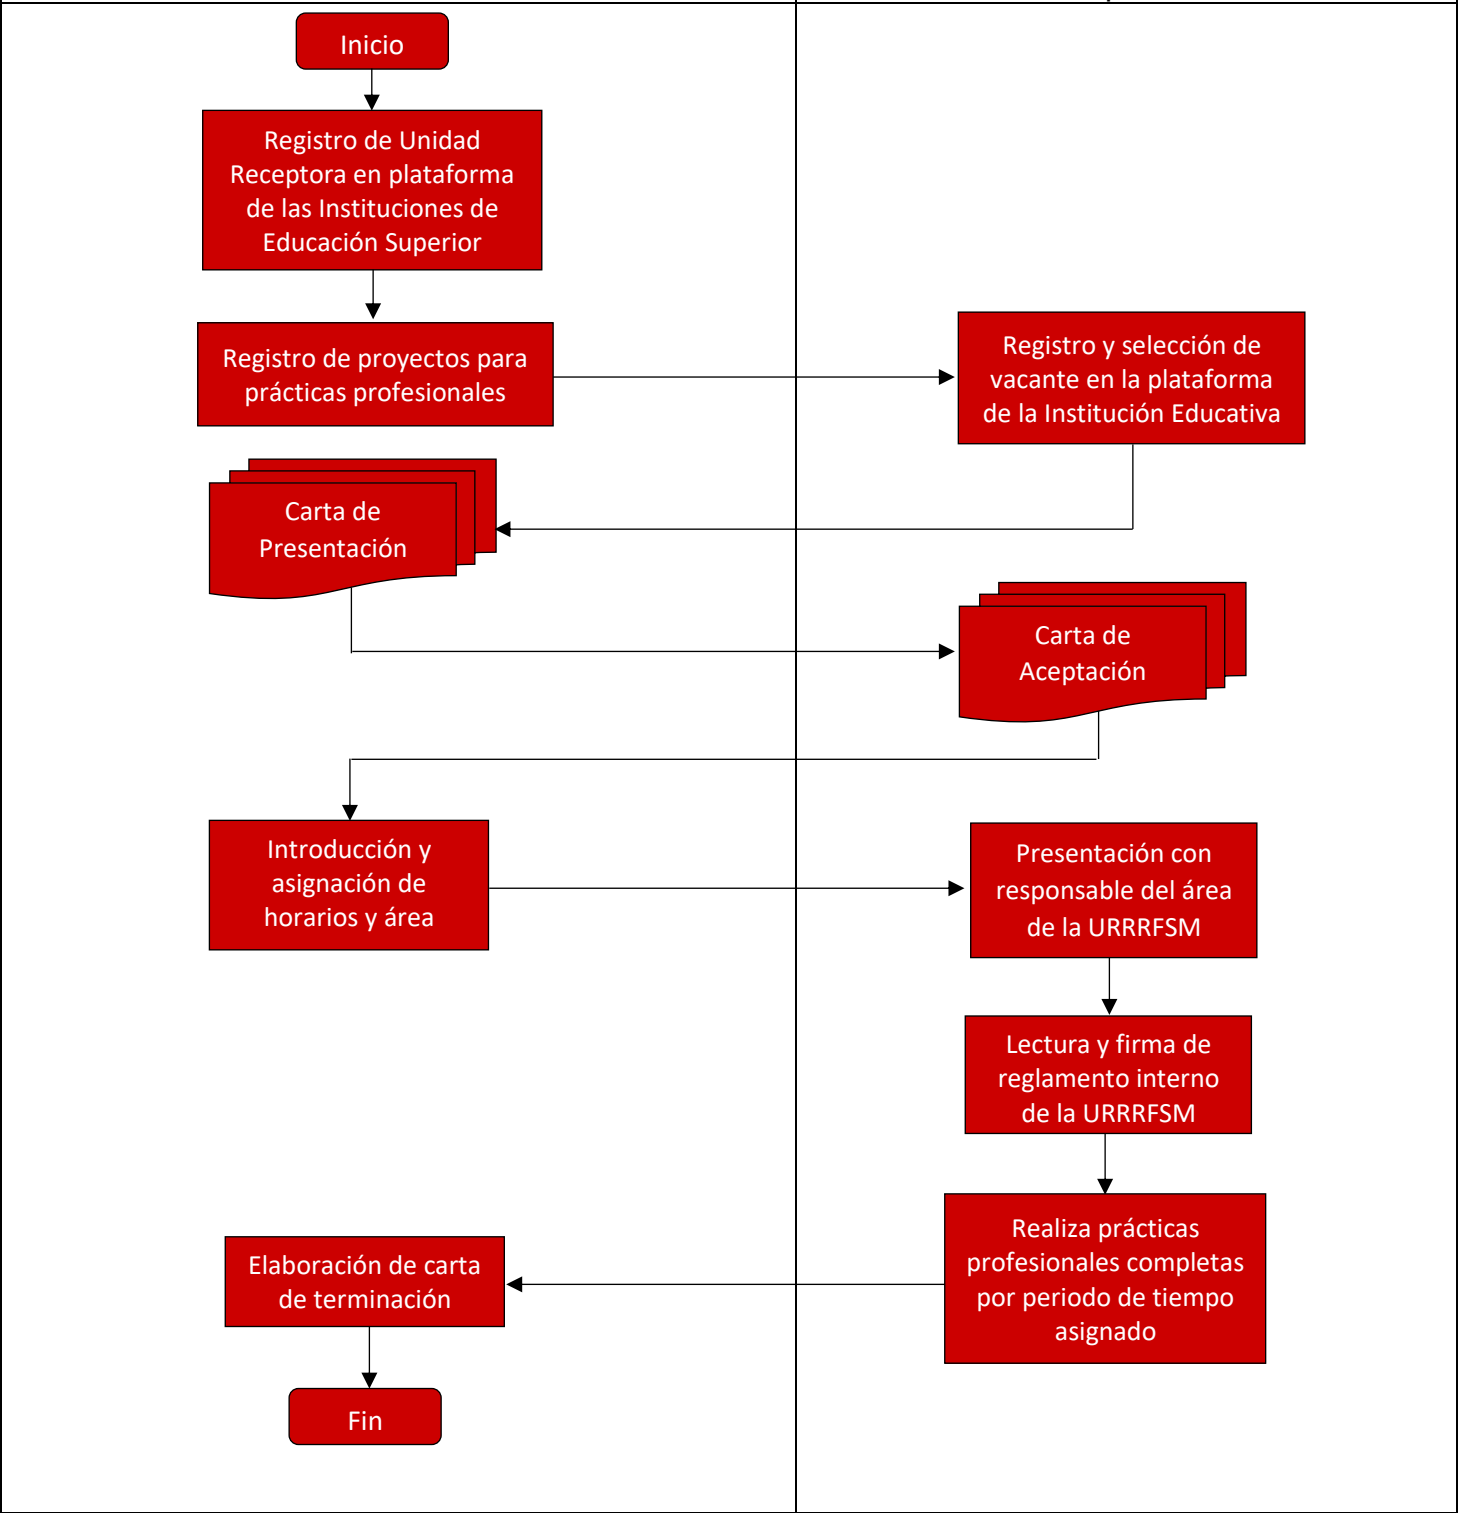 Inicio
Registro de Unidad
Receptora en plataforma
de las Instituciones de
Educación Superior
Registro de proyectos para
prácticas profesionales
Registro y selección de
vacante en la plataforma
de la Institución Educativa
Carta de
Presentación
Carta de
Aceptación
Introducción y
asignación de
horarios y área
Presentación con
responsable del área
de la URRRFSM
Lectura y firma de
reglamento interno
de la URRRFSM
Realiza prácticas
profesionales completas
por periodo de tiempo
asignado
Elaboración de carta
de terminación
Fin